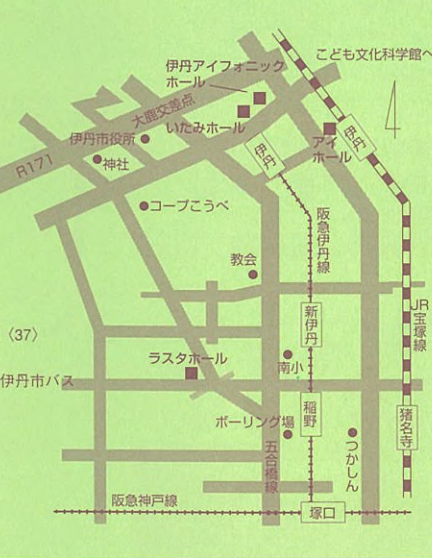 こども文化科学館へ
伊丹アイフォニック
ホール
大鹿交差点
いたみホール
伊丹市役所
R171
神社
伊丹
アイ
ホール
伊丹
コープこうべ
阪急伊丹線
教会
JR宝塚線
新伊丹
〈37〉
ラスタホール
南小
伊丹市バス
稲野
猪名寺
ボーリング場
五合橋線
つかしん
阪急神戸線
塚口